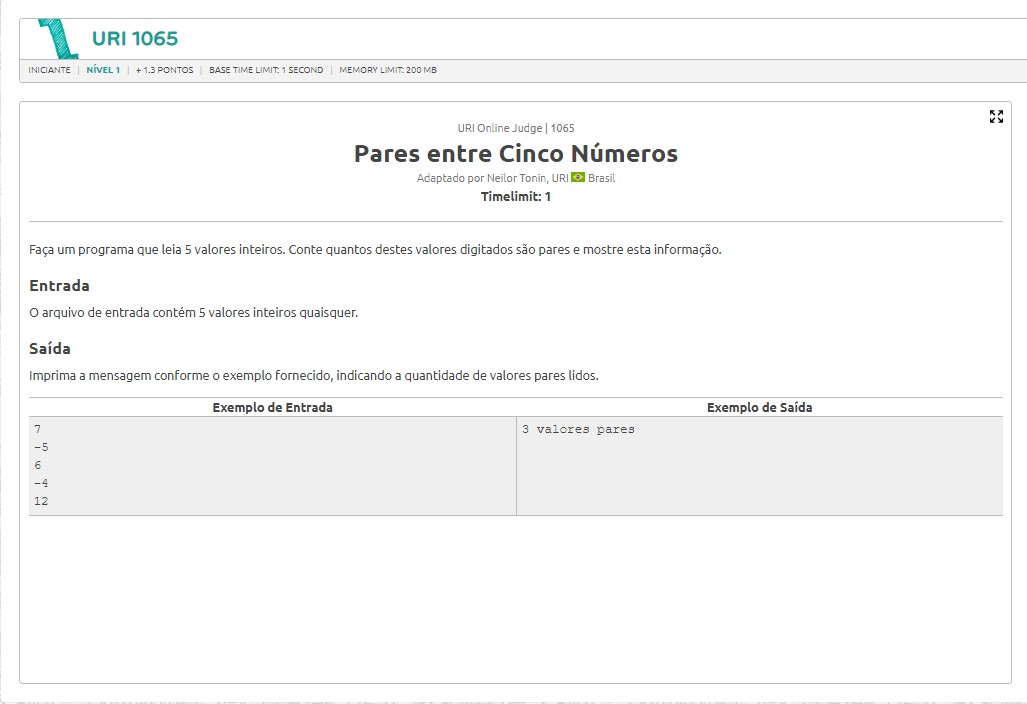 URI 1065
INICIANTE | NÍVEL 1 | + 1.3 PONTOS | BASE TIME LIMIT: 1 SECOND | MEMORY LIMIT: 200 MB
URI Online Judge | 1065
Pares entre Cinco Números
Adaptado por Neilor Tonin, URI Brasil
Timelimit: 1
Faça um programa que leia 5 valores inteiros. Conte quantos destes valores digitados são pares e mostre esta informação.
Entrada
O arquivo de entrada contém 5 valores inteiros quaisquer.
Saída
Imprima a mensagem conforme o exemplo fornecido, indicando a quantidade de valores pares lidos.
Exemplo de Entrada Exemplo de Saída
7 3 valores pares
-5
6
-4
12